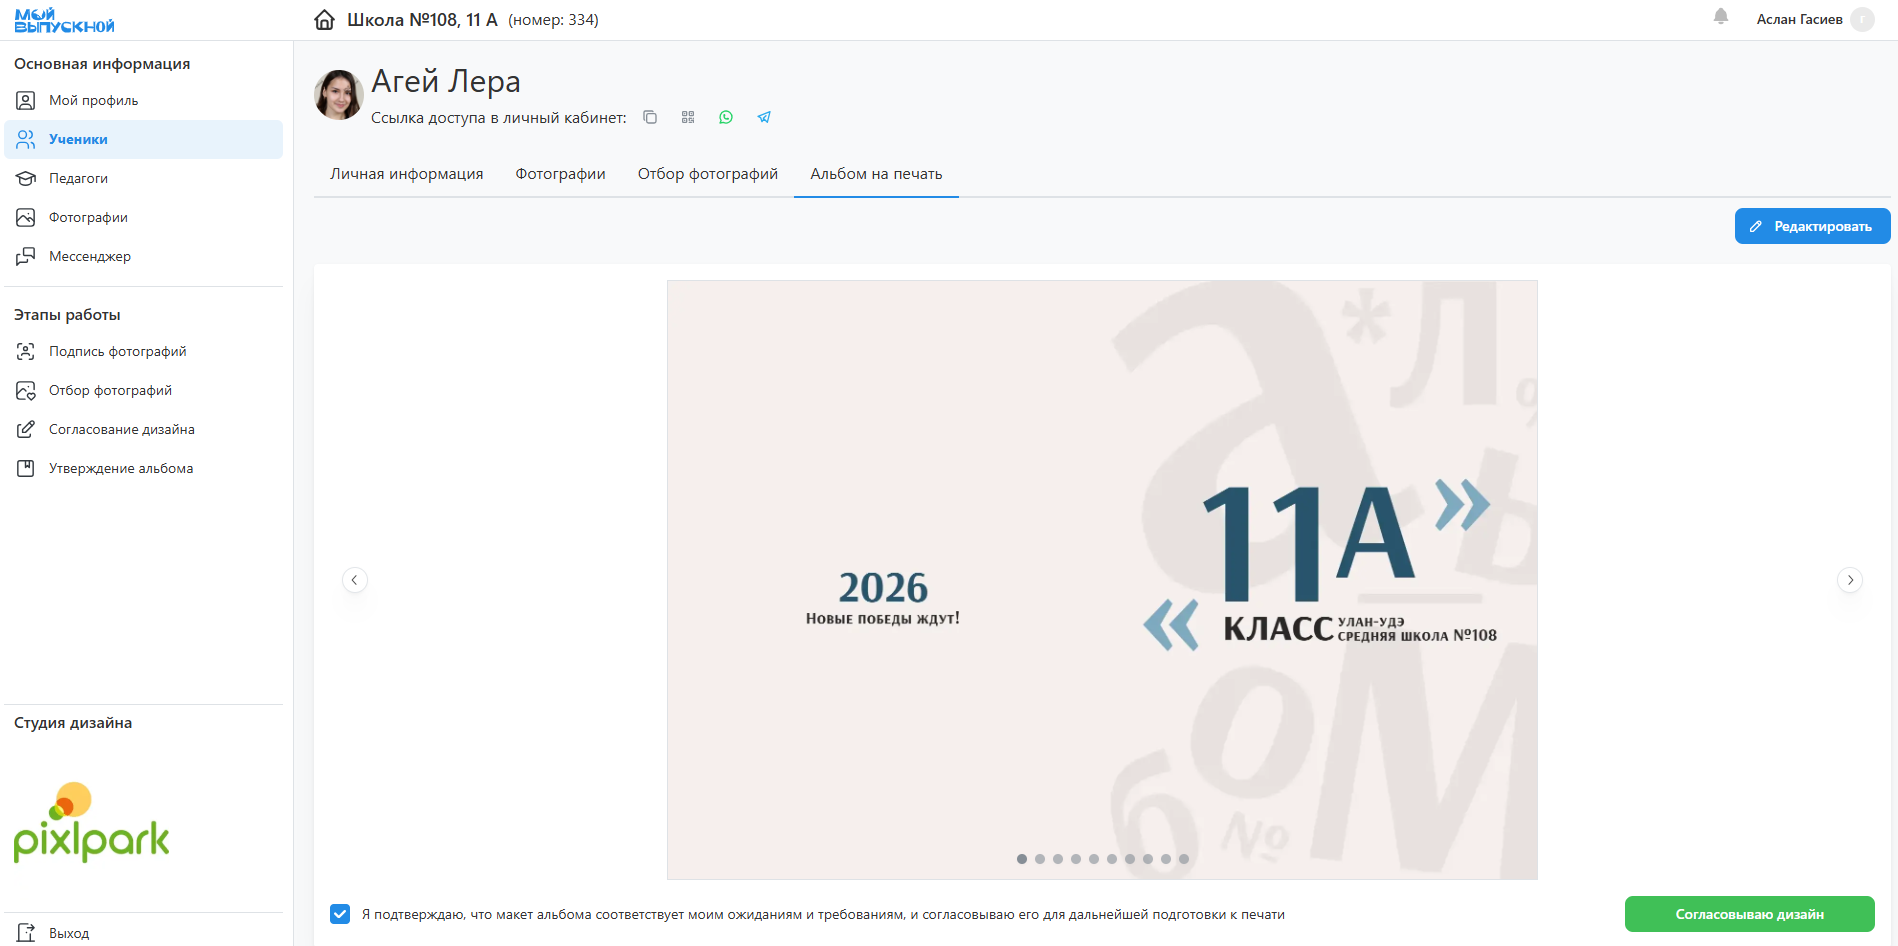 МОЙ
ВЫПУСКНОЙ
Школа №108, 11 А (номер: 334)
Аслан Гасиев
Г
Основная информация
Мой профиль
Ученики
Педагоги
Фотографии
Мессенджер
Этапы работы
Подпись фотографий
Отбор фотографий
Согласование дизайна
Утверждение альбома
Студия дизайна
pixlpark
Выход
Агей Лера
Ссылка доступа в личный кабинет:
Личная информация
Фотографии
Отбор фотографий
Альбом на печать
Редактировать
а*Л
%
Ь
2026
Новые победы ждут!
11А »
« КЛАСС
УЛАН-УДЭ
СРЕДНЯЯ ШКОЛА №108
о
М
б
№
Я подтверждаю, что макет альбома соответствует моим ожиданиям и требованиям, и согласовываю его для дальнейшей подготовки к печати
Согласовываю дизайн